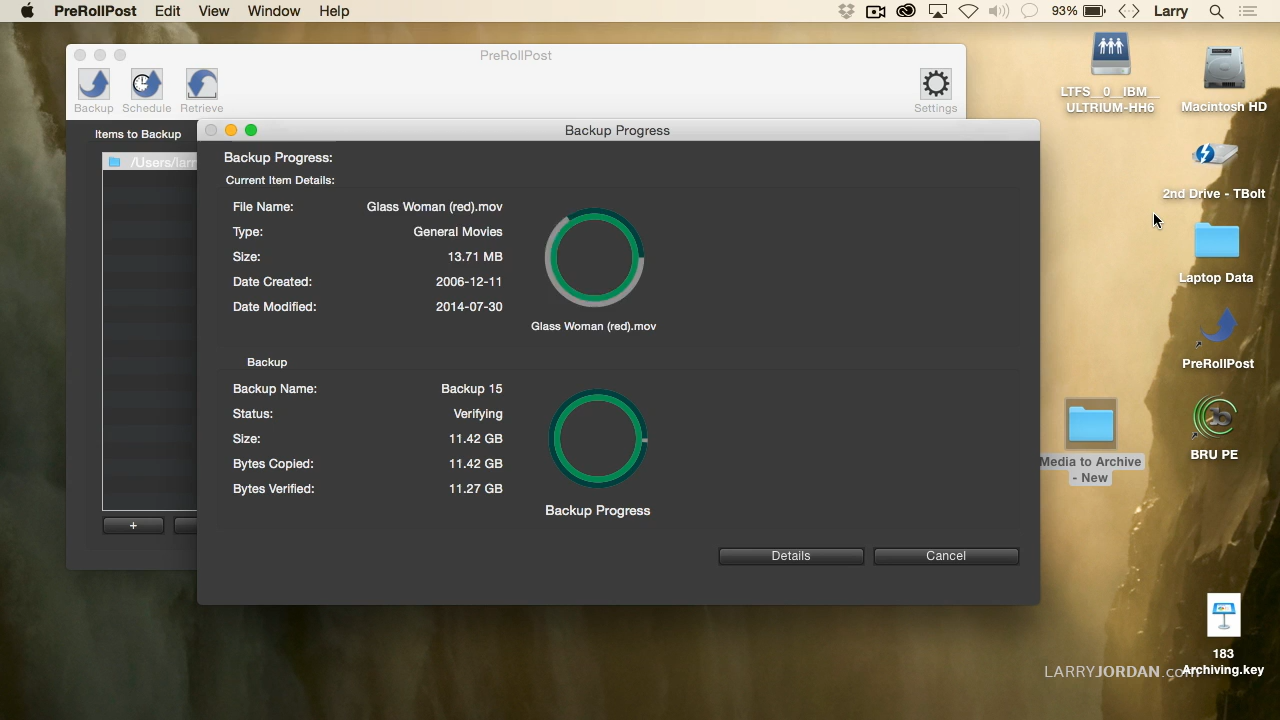 PreRollPost Edit View Window Help 93% Larry
PreRollPost
Backup Schedule Retrieve Settings
Items to Backup
/Users/larr
Backup Progress
Backup Progress:
Current Item Details:
File Name: Glass Woman (red).mov
Type: General Movies
Size: 13.71 MB
Date Created: 2006-12-11
Date Modified: 2014-07-30
Glass Woman (red).mov
Backup
Backup Name: Backup 15
Status: Verifying
Size: 11.42 GB
Bytes Copied: 11.42 GB
Bytes Verified: 11.27 GB
Backup Progress
+
Details Cancel
LTFS__0__IBM__
ULTRIUM-HH6
Macintosh HD
2nd Drive - TBolt
Laptop Data
PreRollPost
BRU PE
Media to Archive
- New
183
Archiving.key
LARRYJORDAN.com